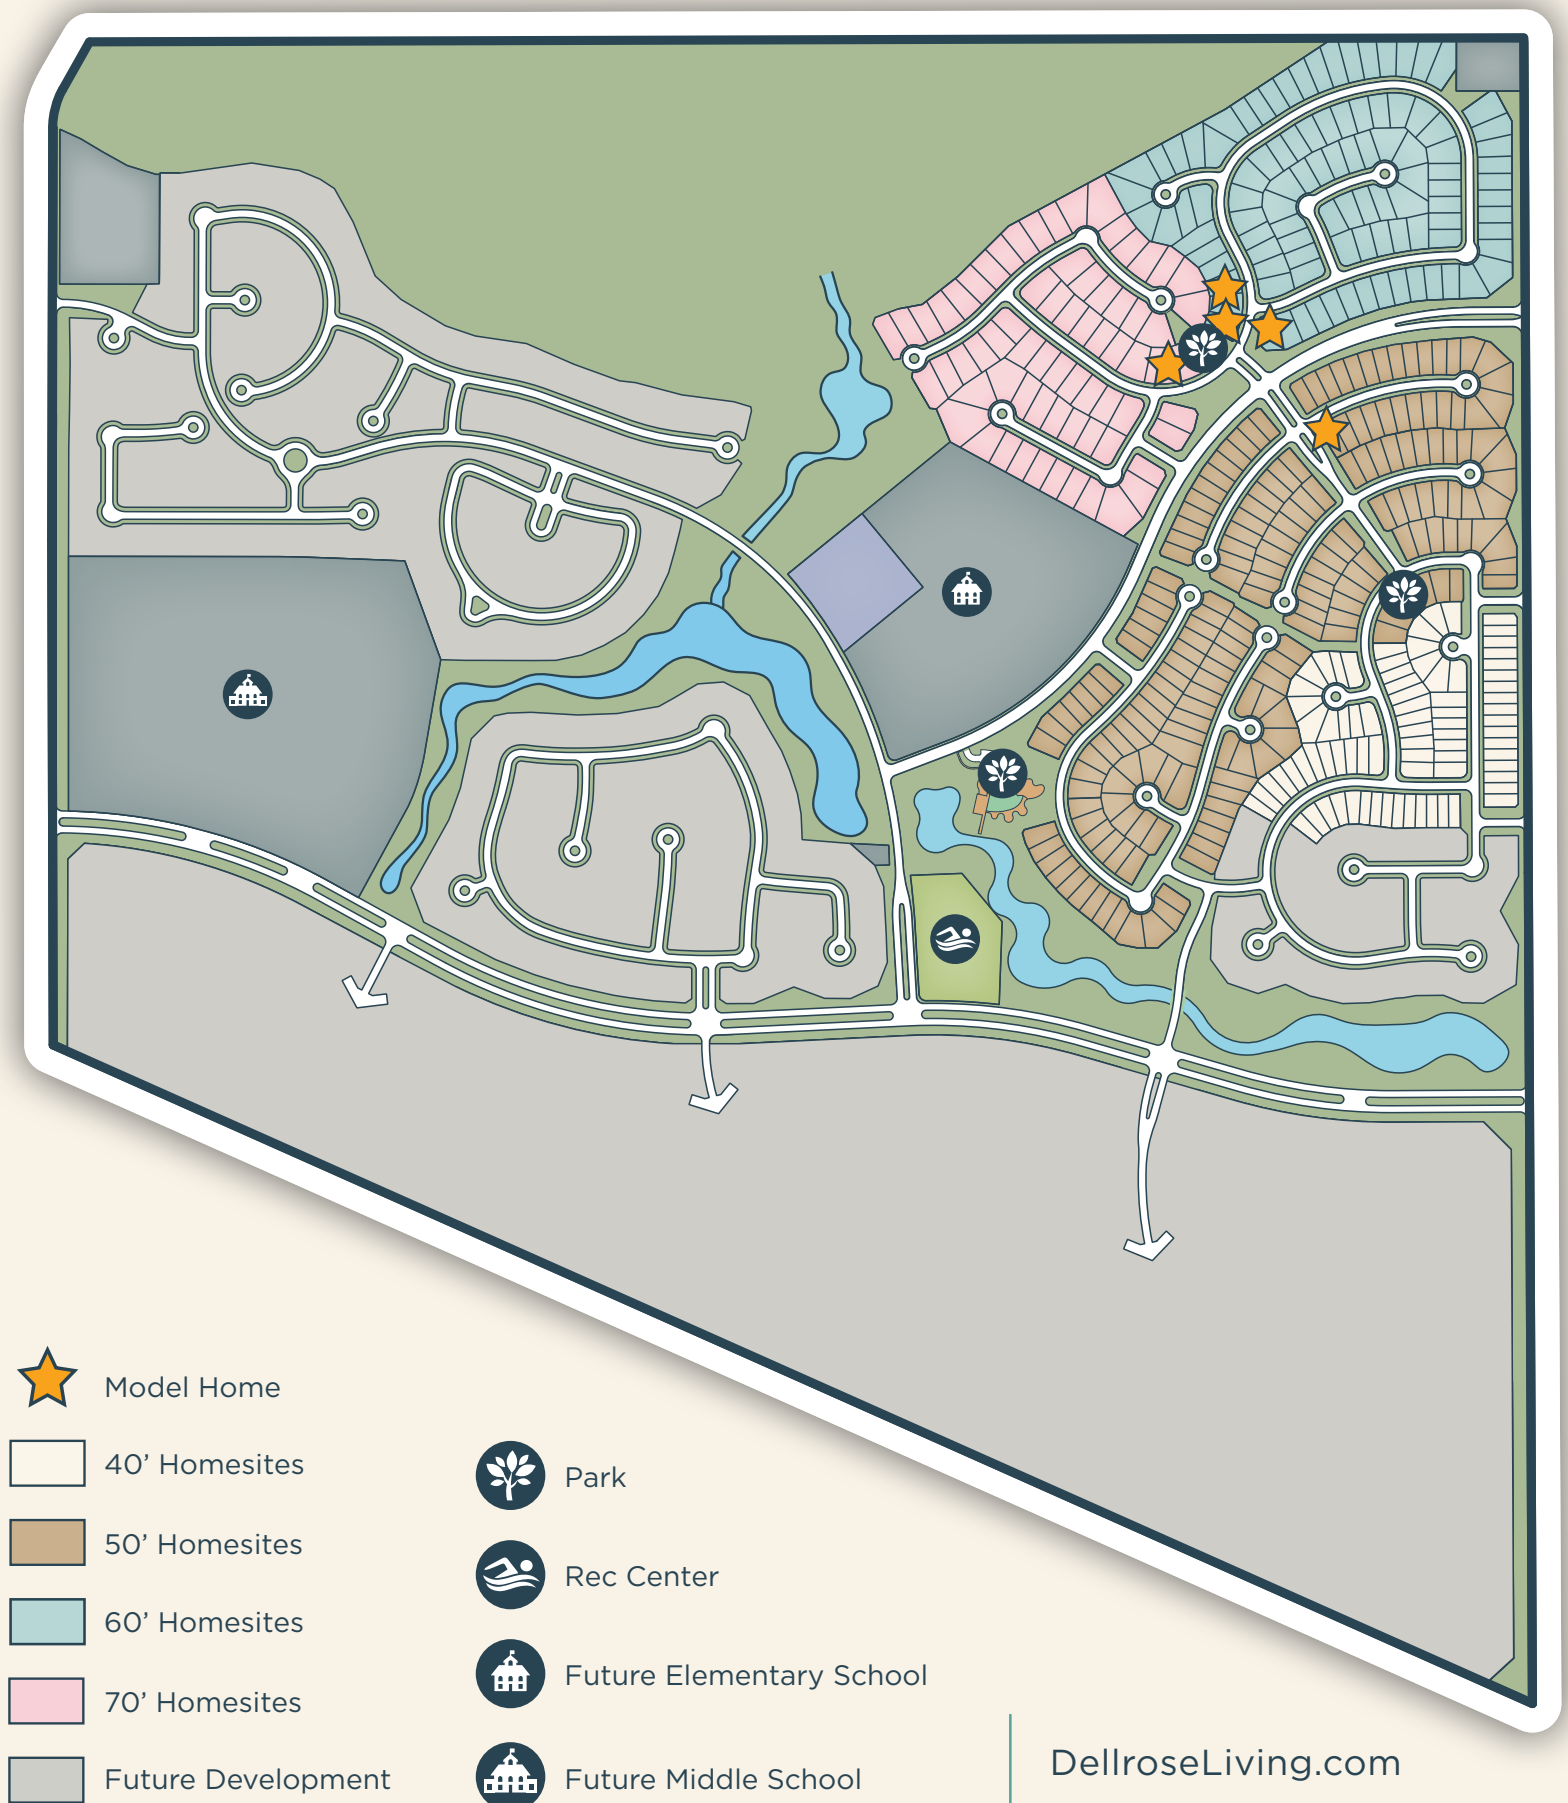 Model Home
40’ Homesites
50’ Homesites
60’ Homesites
70’ Homesites
Future Development
Park
Rec Center
Future Elementary School
Future Middle School
DellroseLiving.com